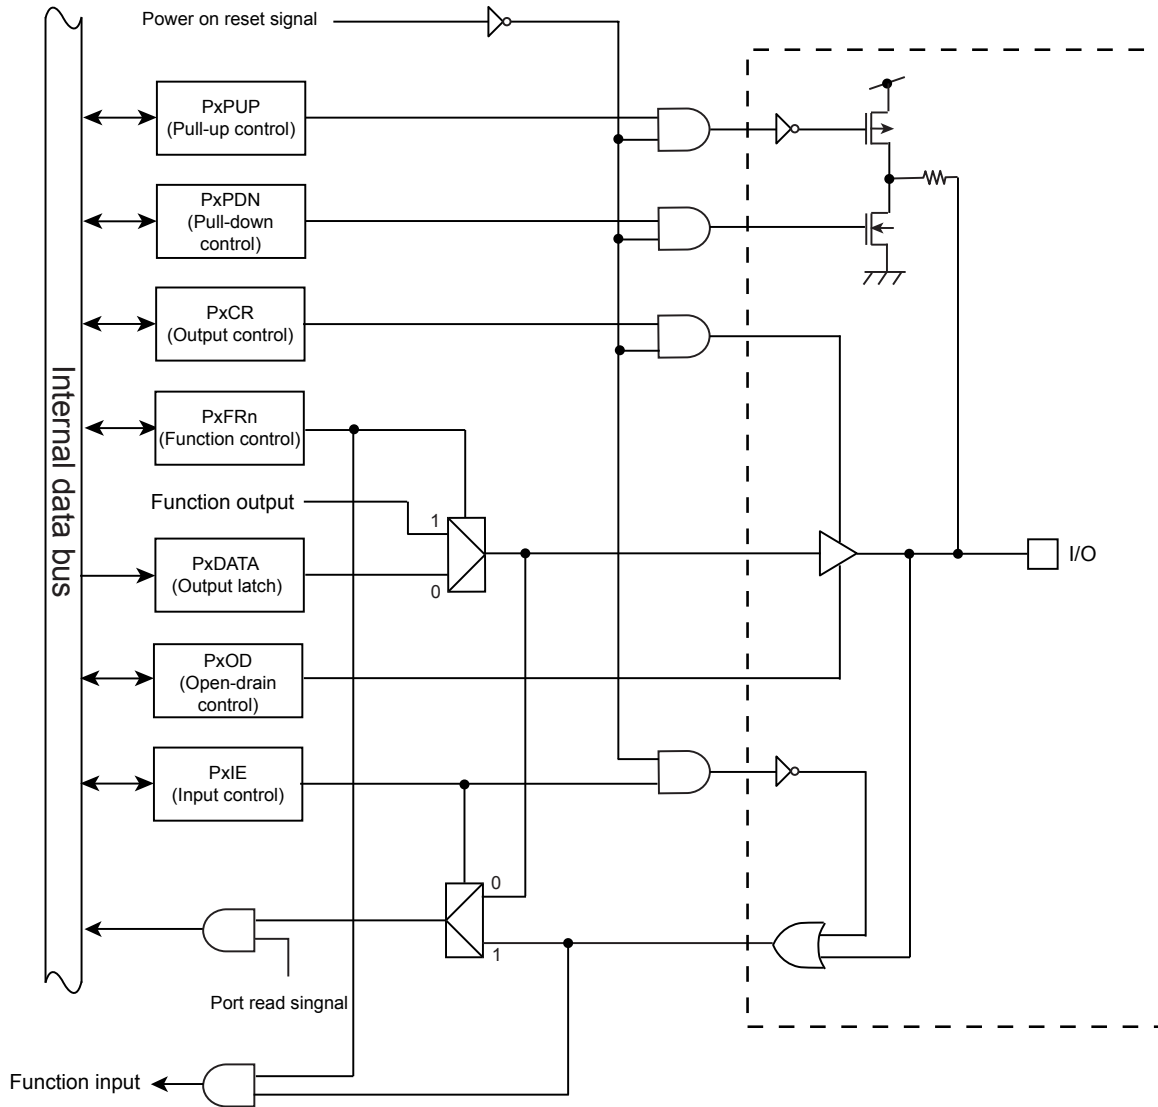 Power on reset signal
PxPUP
(Pull-up control)
PxPDN
(Pull-down
control)
PxCR
(Output control)
PxFRn
(Function control)
Internal data bus
Function output
1
PxDATA
(Output latch)
0
I/O
PxOD
(Open-drain
control)
PxIE
(Input control)
0
1
Port read singnal
Function input